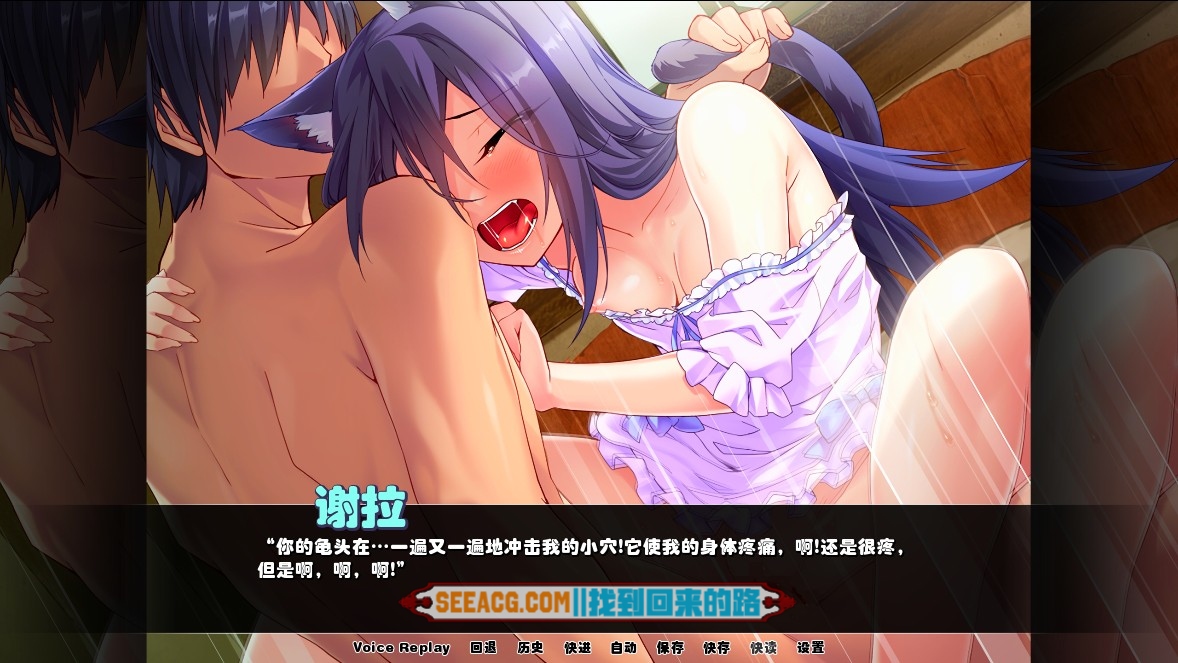 谢拉
“你的龟头在…一遍又一遍地冲击我的小穴!它使我的身体疼痛，啊!还是很疼，
但是啊，啊，啊!”
SEEACG.COM||找到回来的路
Voice Replay 回退 历史 快进 自动 保存 快存 快读 设置